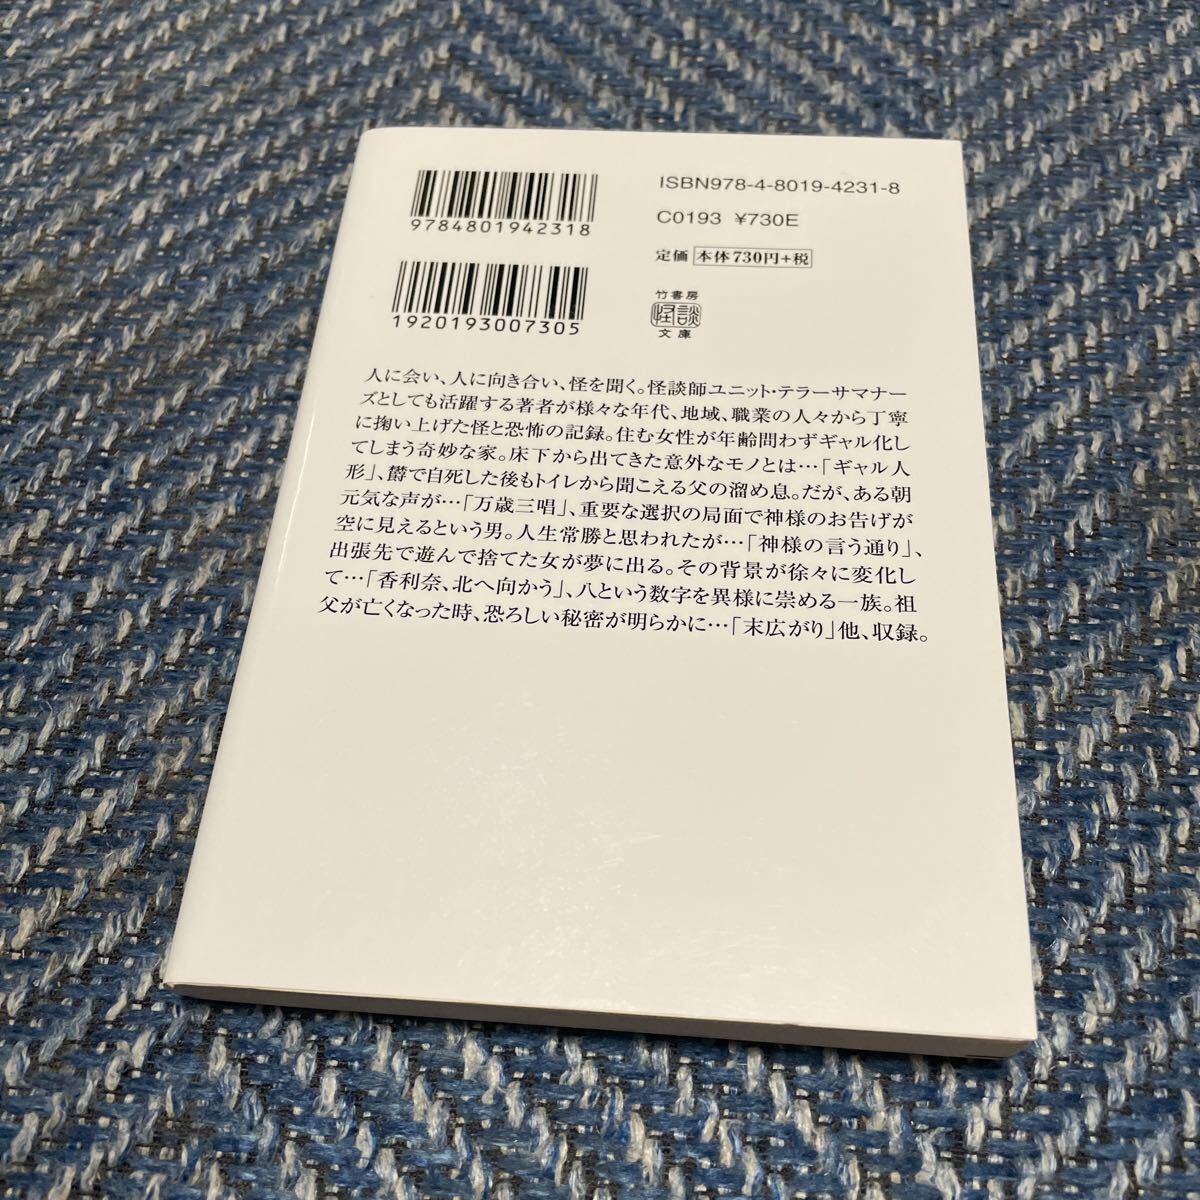 9784801942318
ISBN978-4-8019-4231-8
C0193 ¥730E
定価 本体730円+税
1920193007305
竹書房
怪談
文庫
人に会い、人に向き合い、怪を聞く。怪談師ユニット・テラーサマナー
ズとしても活躍する著者が様々な年代、地域、職業の人々から丁寧
に掬い上げた怪と恐怖の記録。住む女性が年齢問わずギャル化し
てしまう奇妙な家。床下から出てきた意外なモノとは…「ギャル人
形」、欝で自死した後もトイレから聞こえる父の溜め息。だが、ある朝
元気な声が…「万歳三唱」、重要な選択の局面で神様のお告げが
空に見えるという男。人生常勝と思われたが…「神様の言う通り」、
出張先で遊んで捨てた女が夢に出る。その背景が徐々に変化し
て…「香利奈、北へ向かう」、八という数字を異様に崇める一族。祖
父が亡くなった時、恐ろしい秘密が明らかに…「末広がり」他、収録。